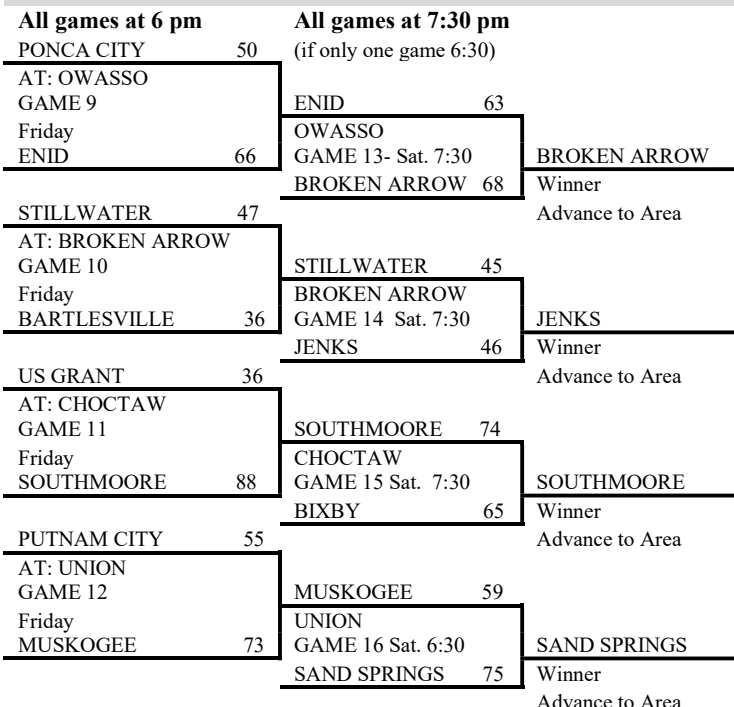 All games at 6 pm
PONCA CITY 50
AT: OWASSO
GAME 9
Friday
ENID 66
STILLWATER 47
AT: BROKEN ARROW
GAME 10
Friday
BARTLESVILLE 36
US GRANT 36
AT: CHOCTAW
GAME 11
Friday
SOUTHMOORE 88
PUTNAM CITY 55
AT: UNION
GAME 12
Friday
MUSKOGEE 73
All games at 7:30 pm
(if only one game 6:30)
ENID 63
OWASSO
GAME 13- Sat. 7:30
BROKEN ARROW 68
STILLWATER 45
BROKEN ARROW
GAME 14 Sat. 7:30
JENKS 46
SOUTHMOORE 74
CHOCTAW
GAME 15 Sat. 7:30
BIXBY 65
MUSKOGEE 59
UNION
GAME 16 Sat. 6:30
SAND SPRINGS 75
BROKEN ARROW
Winner
Advance to Area
JENKS
Winner
Advance to Area
SOUTHMOORE
Winner
Advance to Area
SAND SPRINGS
Winner
Advance to Area